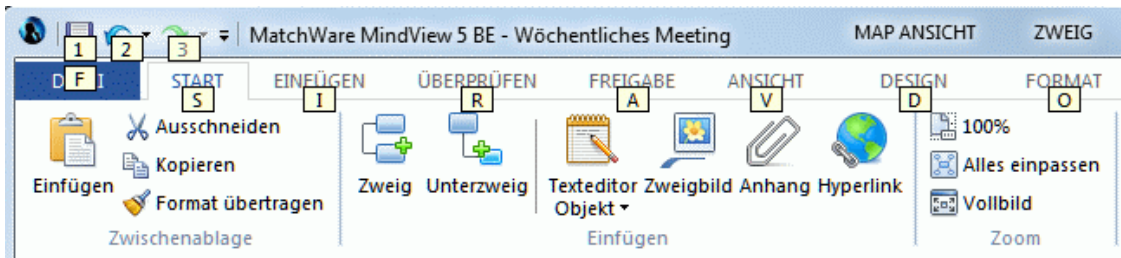 MatchWare MindView 5 BE - Wöchentliches Meeting MAP ANSICHT ZWEIG
1 2 3
START EINFÜGEN ÜBERPRÜFEN FREIGABE ANSICHT DESIGN FORMAT
F S I R A V D O
Einfügen
Ausschneiden
Kopieren
Format übertragen
Zwischenablage
Zweig Unterzweig Texteditor Objekt Zweigbild Anhang Hyperlink
Einfügen
100%
Alles einpassen
Vollbild
Zoom